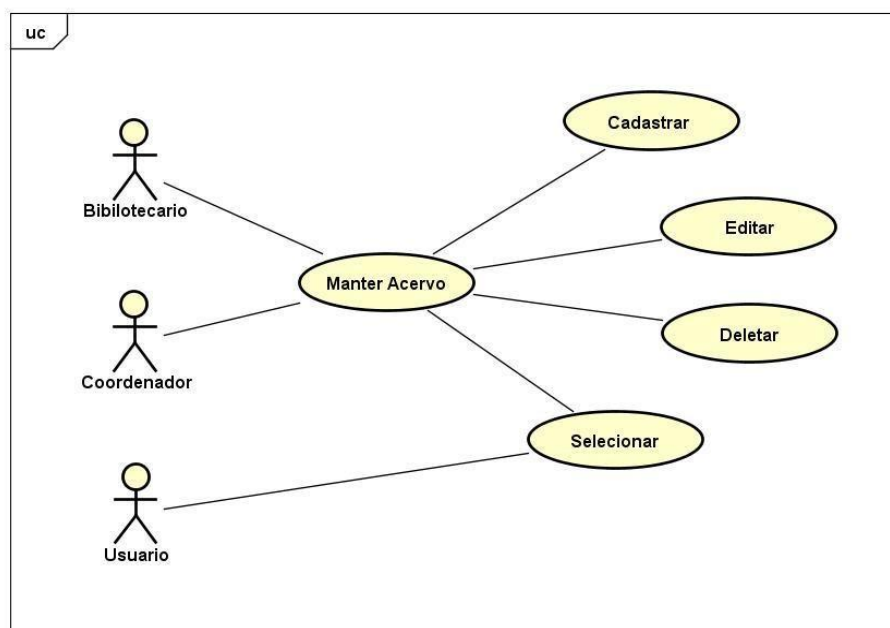 uc
Cadastrar
Bibilotecario
Editar
Manter Acervo
Deletar
Coordenador
Selecionar
Usuario